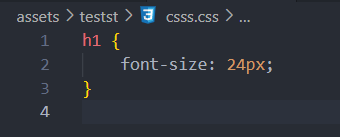 assets > testst > csss.css > ...
1 h1 {
2     font-size: 24px;
3 }
4